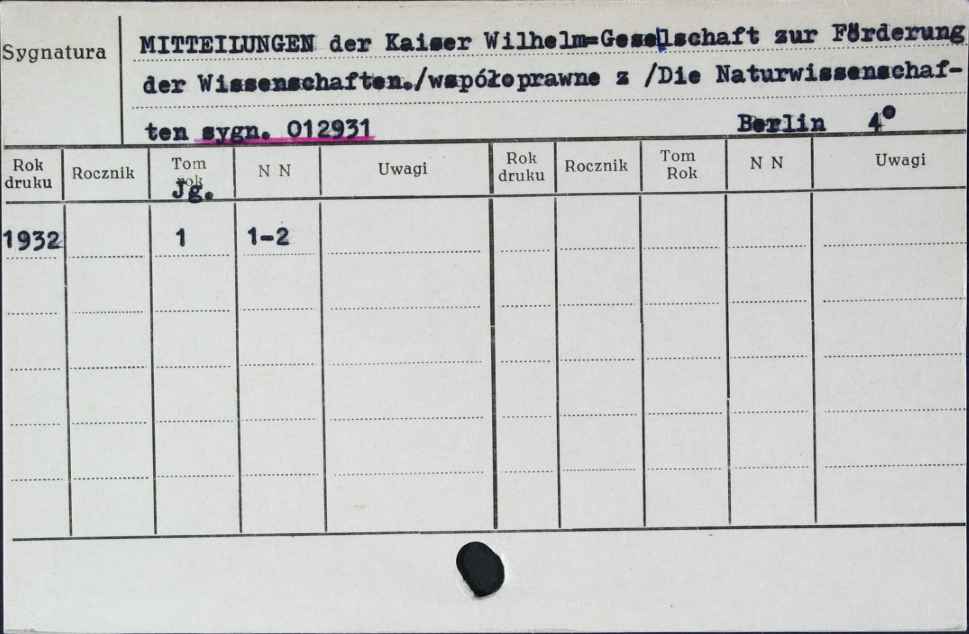 Sygnatura
MITTEILUNGEN der Kaiser Wilhelm=Gesellschaft zur Förderung
der Wissenschaften./współoprawne z /Die Naturwissenschaf-
ten sygn. 012931 Berlin 4°
Rok druku Rocznik Tom rok Jg. N N Uwagi Rok druku Rocznik Tom Rok N N Uwagi
1932 1 1-2